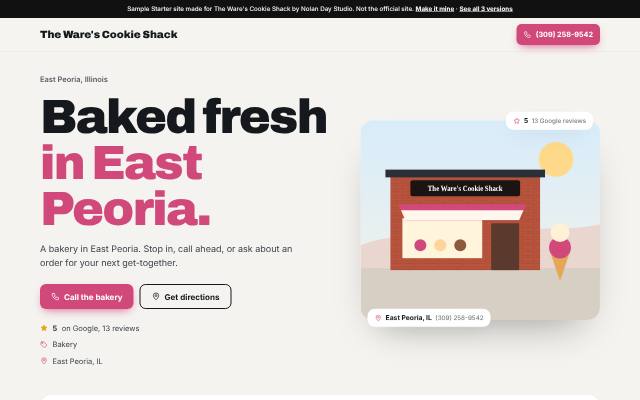 Sample Starter site made for The Ware's Cookie Shack by Nolan Day Studio. Not the official site. Make it mine · See all 3 versions
The Ware's Cookie Shack
(309) 258-9542
East Peoria, Illinois
Baked fresh
in East
Peoria.
A bakery in East Peoria. Stop in, call ahead, or ask about an
order for your next get-together.
Call the bakery
Get directions
5 on Google, 13 reviews
Bakery
East Peoria, IL
5 13 Google reviews
The Ware's Cookie Shack
East Peoria, IL (309) 258-9542